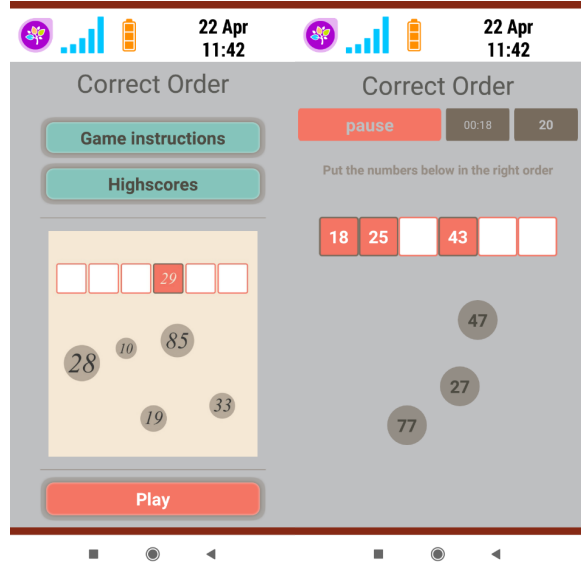 22 Apr
11:42
Correct Order
Game instructions
Highscores
29
85
10
28
33
19
Play
22 Apr
11:42
Correct Order
pause 00:18 20
Put the numbers below in the right order
18 25 43
47
27
77